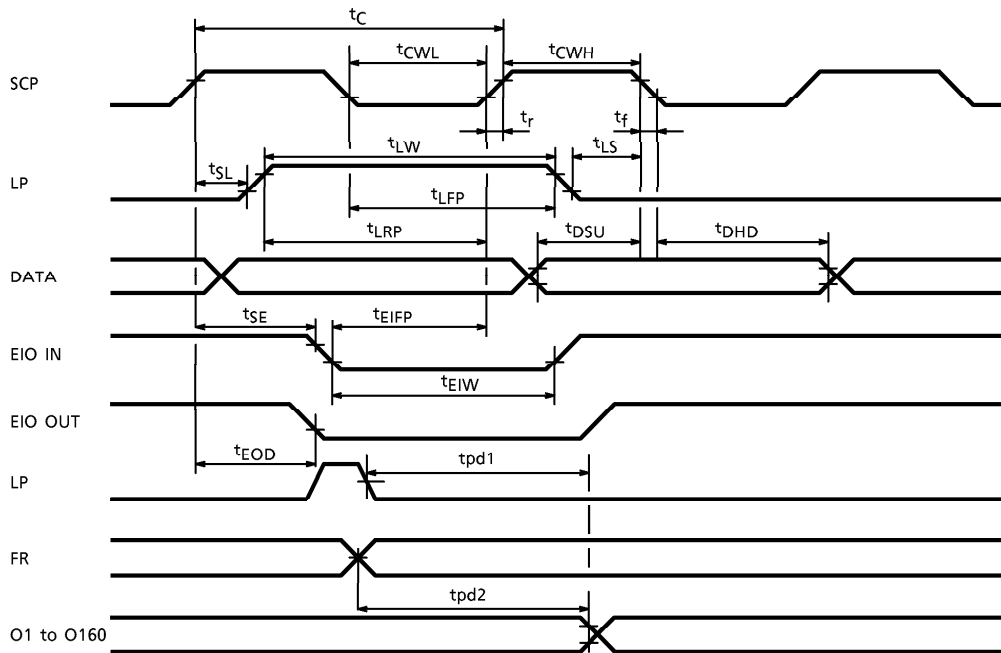 tC
tCWL tCWH
SCP
tr tf
tLW tLS
tSL
LP
tLFP
tLRP tDSU tDHD
DATA
tSE tEIFP
EIO IN
tEIW
EIO OUT
tEOD tpd1
LP
FR
tpd2
O1 to O160